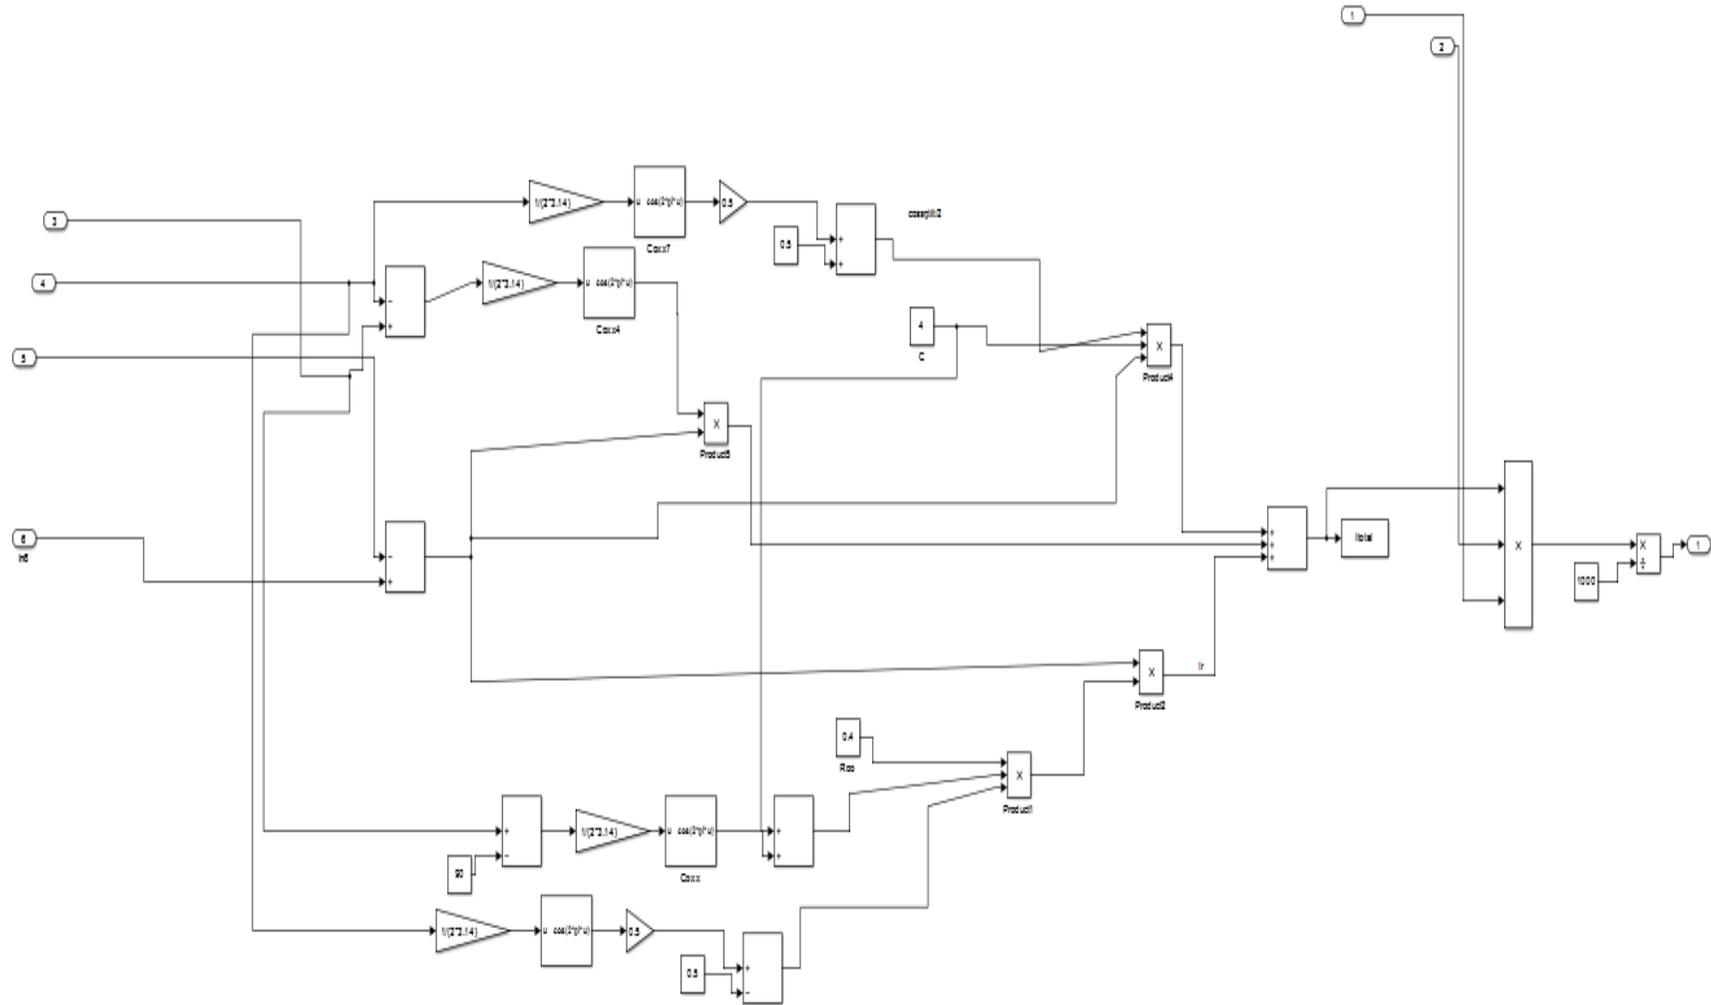 1
2
1/(2*3.14)
u cos(2*pi*u)
0.5
+
+
0.5
Cosx7
3
4
-
+
1/(2*3.14)
u cos(2*pi*u)
Cosx4
4
C
X
Product4
5
X
Product5
6
In6
-
+
+
+
+
Itotal
X
X
÷
1000
1
X
Ir
Product2
0.4
Roo
X
Product1
+
-
90
1/(2*3.14)
u cos(2*pi*u)
Cosx
+
+
1/(2*3.14)
u cos(2*pi*u)
0.5
0.5
+
-